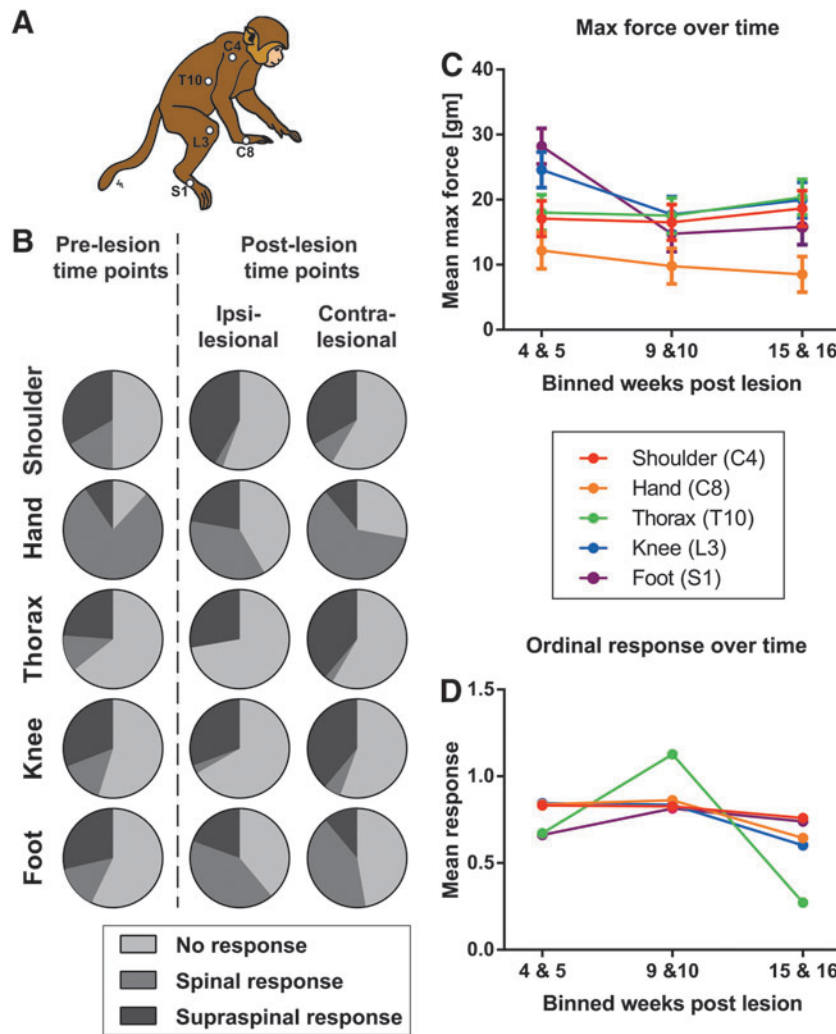 A
C4
T10
L3
C8
S1
B
Pre-lesion
time points
Post-lesion
time points
Ipsi-
lesional
Contra-
lesional
Shoulder
Hand
Thorax
Knee
Foot
No response
Spinal response
Supraspinal response
C
Max force over time
Mean max force [gm]
40
30
20
10
0
4 & 5
9 &10
15 & 16
Binned weeks post lesion
Shoulder (C4)
Hand (C8)
Thorax (T10)
Knee (L3)
Foot (S1)
Ordinal response over time
D
Mean response
1.5
1.0
0.5
0.0
4 & 5
9 &10
15 & 16
Binned weeks post lesion